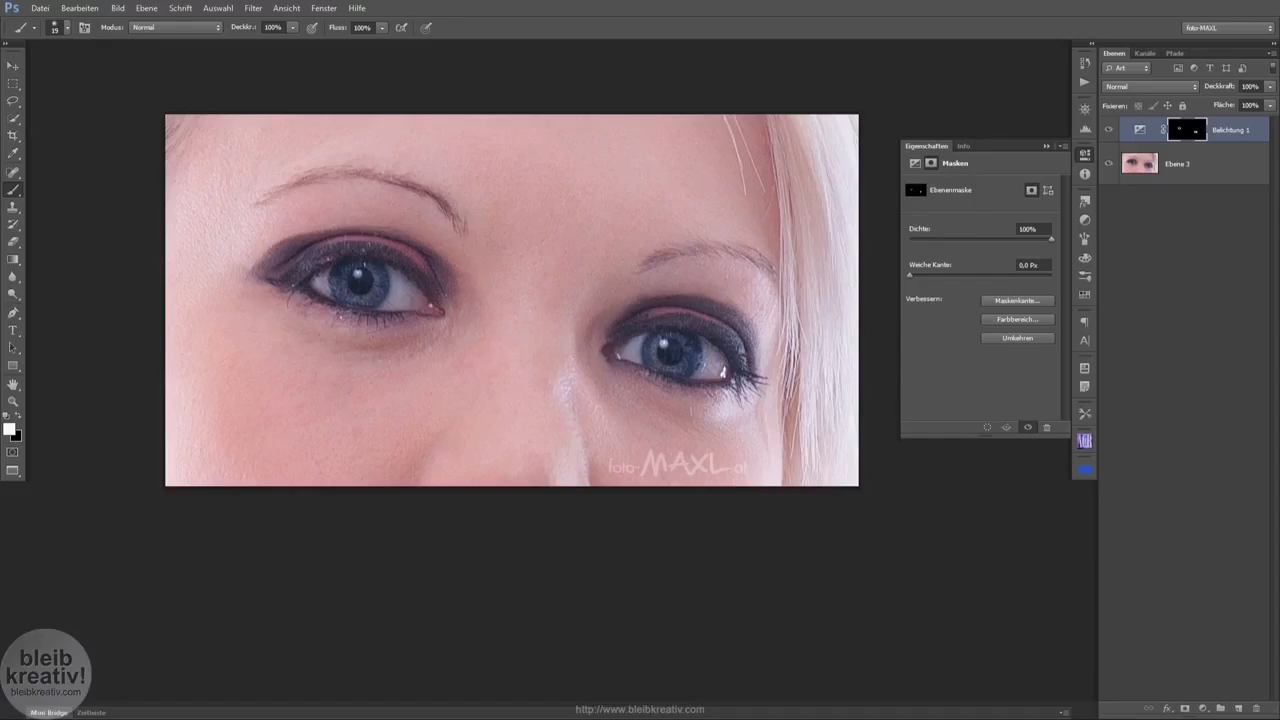 Ps Datei Bearbeiten Bild Ebene Schrift Auswahl Filter Ansicht Fenster Hilfe
19 Modus: Normal Deckkr.: 100% Fluss: 100% foto-MAXL
Ebenen Kanäle Pfade
Art
Normal Deckkraft: 100%
Fixieren: Fläche: 100%
Belichtung 1
Ebene 3
Eigenschaften Info
Masken
Ebenenmaske
Dichte: 100%
Weiche Kante: 0,0 Px
Verbessern: Maskenkante...
Farbbereich...
Umkehren
foto-MAXL.at
bleib
kreativ!
bleibkreativ.com
Mini Bridge Zeitleiste
http://www.bleibkreativ.com